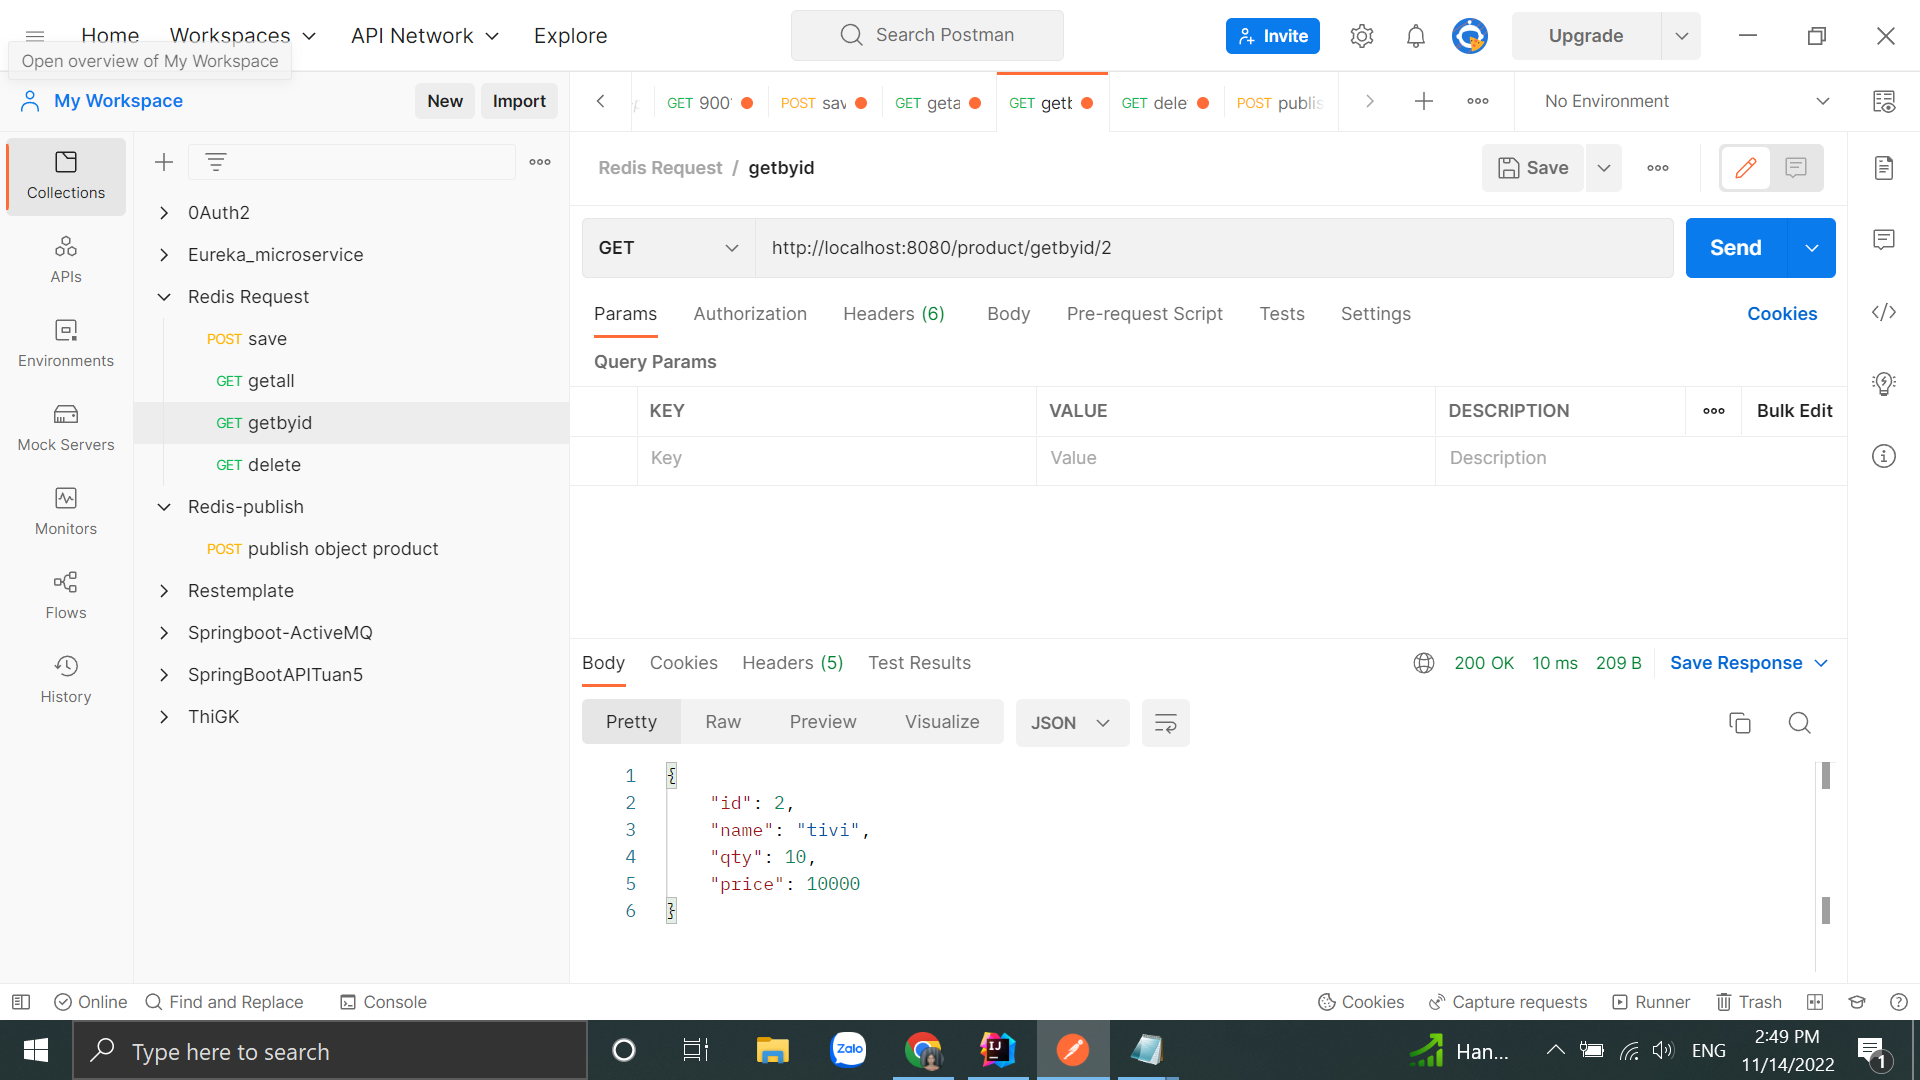 Home
Workspaces
API Network
Explore
Search Postman
Invite
Upgrade
Open overview of My Workspace
My Workspace
New
Import
GET 900
POST sav
GET geta
GET getb
GET dele
POST publis
No Environment
Collections
APIs
Environments
Mock Servers
Monitors
Flows
History
0Auth2
Eureka_microservice
Redis Request
POST save
GET getall
GET getbyid
GET delete
Redis-publish
POST publish object product
Restemplate
Springboot-ActiveMQ
SpringBootAPITuan5
ThiGK
Redis Request / getbyid
Save
GET
http://localhost:8080/product/getbyid/2
Send
Params
Authorization
Headers (6)
Body
Pre-request Script
Tests
Settings
Cookies
Query Params
KEY
VALUE
DESCRIPTION
Bulk Edit
Key
Value
Description
Body
Cookies
Headers (5)
Test Results
200 OK
10 ms
209 B
Save Response
Pretty
Raw
Preview
Visualize
JSON
1 {
2 "id": 2,
3 "name": "tivi",
4 "qty": 10,
5 "price": 10000
6 }
Online
Find and Replace
Console
Cookies
Capture requests
Runner
Trash
Type here to search
Zalo
IJ
Han...
ENG
2:49 PM
11/14/2022
1